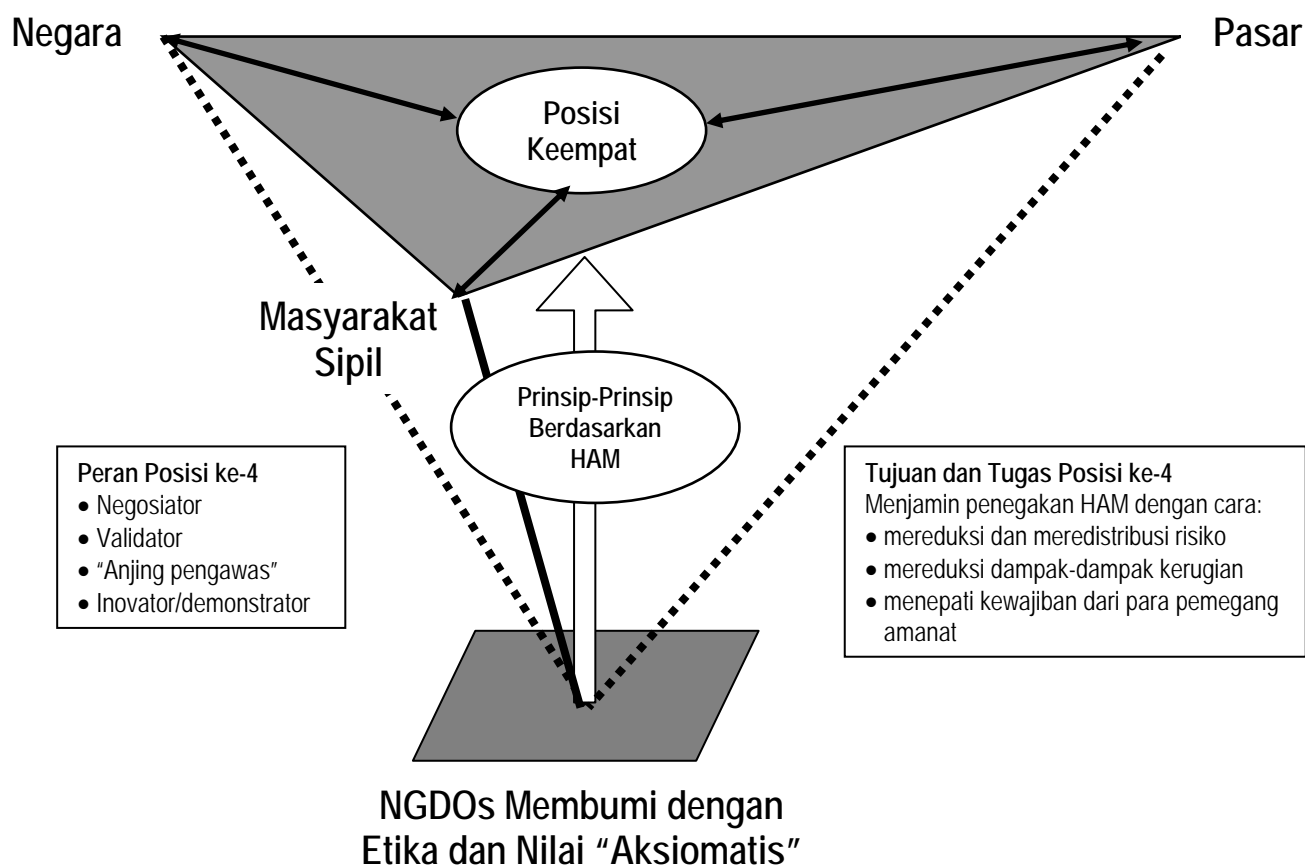 Negara
Pasar
Posisi
Keempat
Masyarakat
Sipil
Prinsip-Prinsip
Berdasarkan
HAM
Peran Posisi ke-4
• Negosiator
• Validator
• “Anjing pengawas”
• Inovator/demonstrator
Tujuan dan Tugas Posisi ke-4
Menjamin penegakan HAM dengan cara:
• mereduksi dan meredistribusi risiko
• mereduksi dampak-dampak kerugian
• menepati kewajiban dari para pemegang
amanat
NGDOs Membumi dengan
Etika dan Nilai “Aksiomatis”